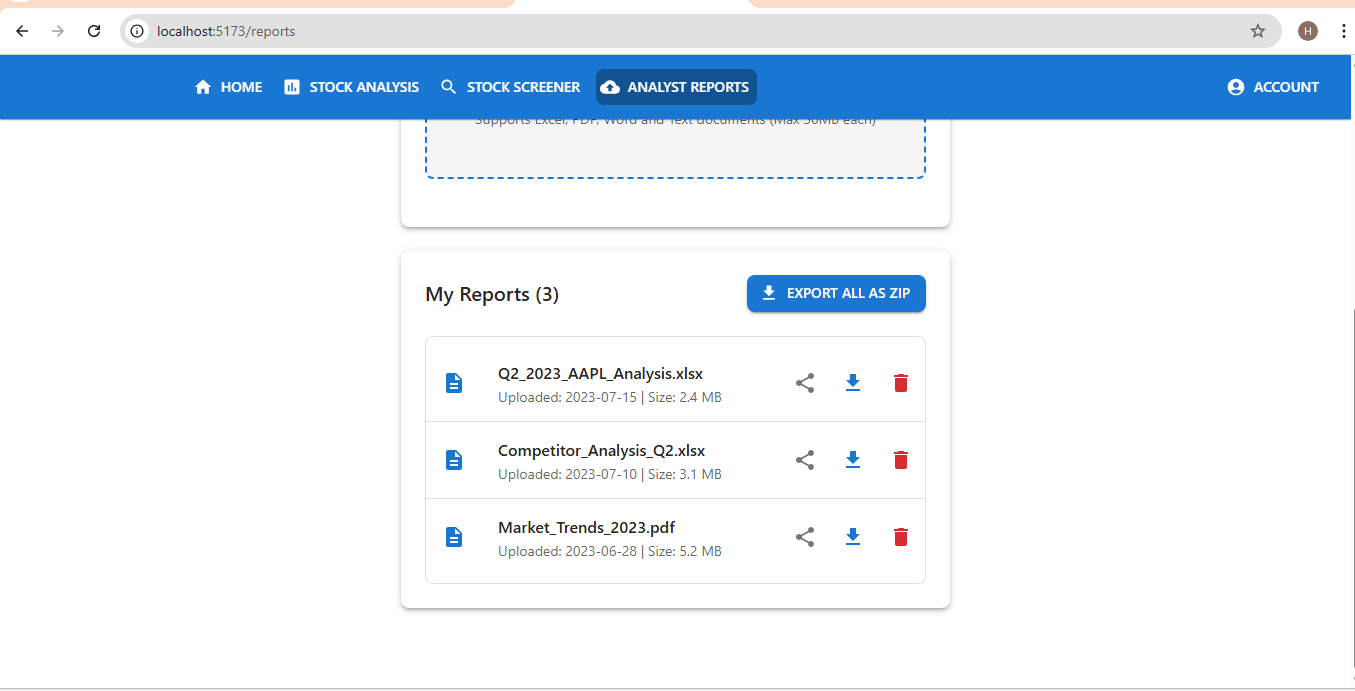 localhost:5173/reports
H
HOME
STOCK ANALYSIS
STOCK SCREENER
ANALYST REPORTS
ACCOUNT
Supports Excel, PDF, Word and Text documents (Max 50MB each)
My Reports (3)
EXPORT ALL AS ZIP
Q2_2023_AAPL_Analysis.xlsx
Uploaded: 2023-07-15 | Size: 2.4 MB
Competitor_Analysis_Q2.xlsx
Uploaded: 2023-07-10 | Size: 3.1 MB
Market_Trends_2023.pdf
Uploaded: 2023-06-28 | Size: 5.2 MB